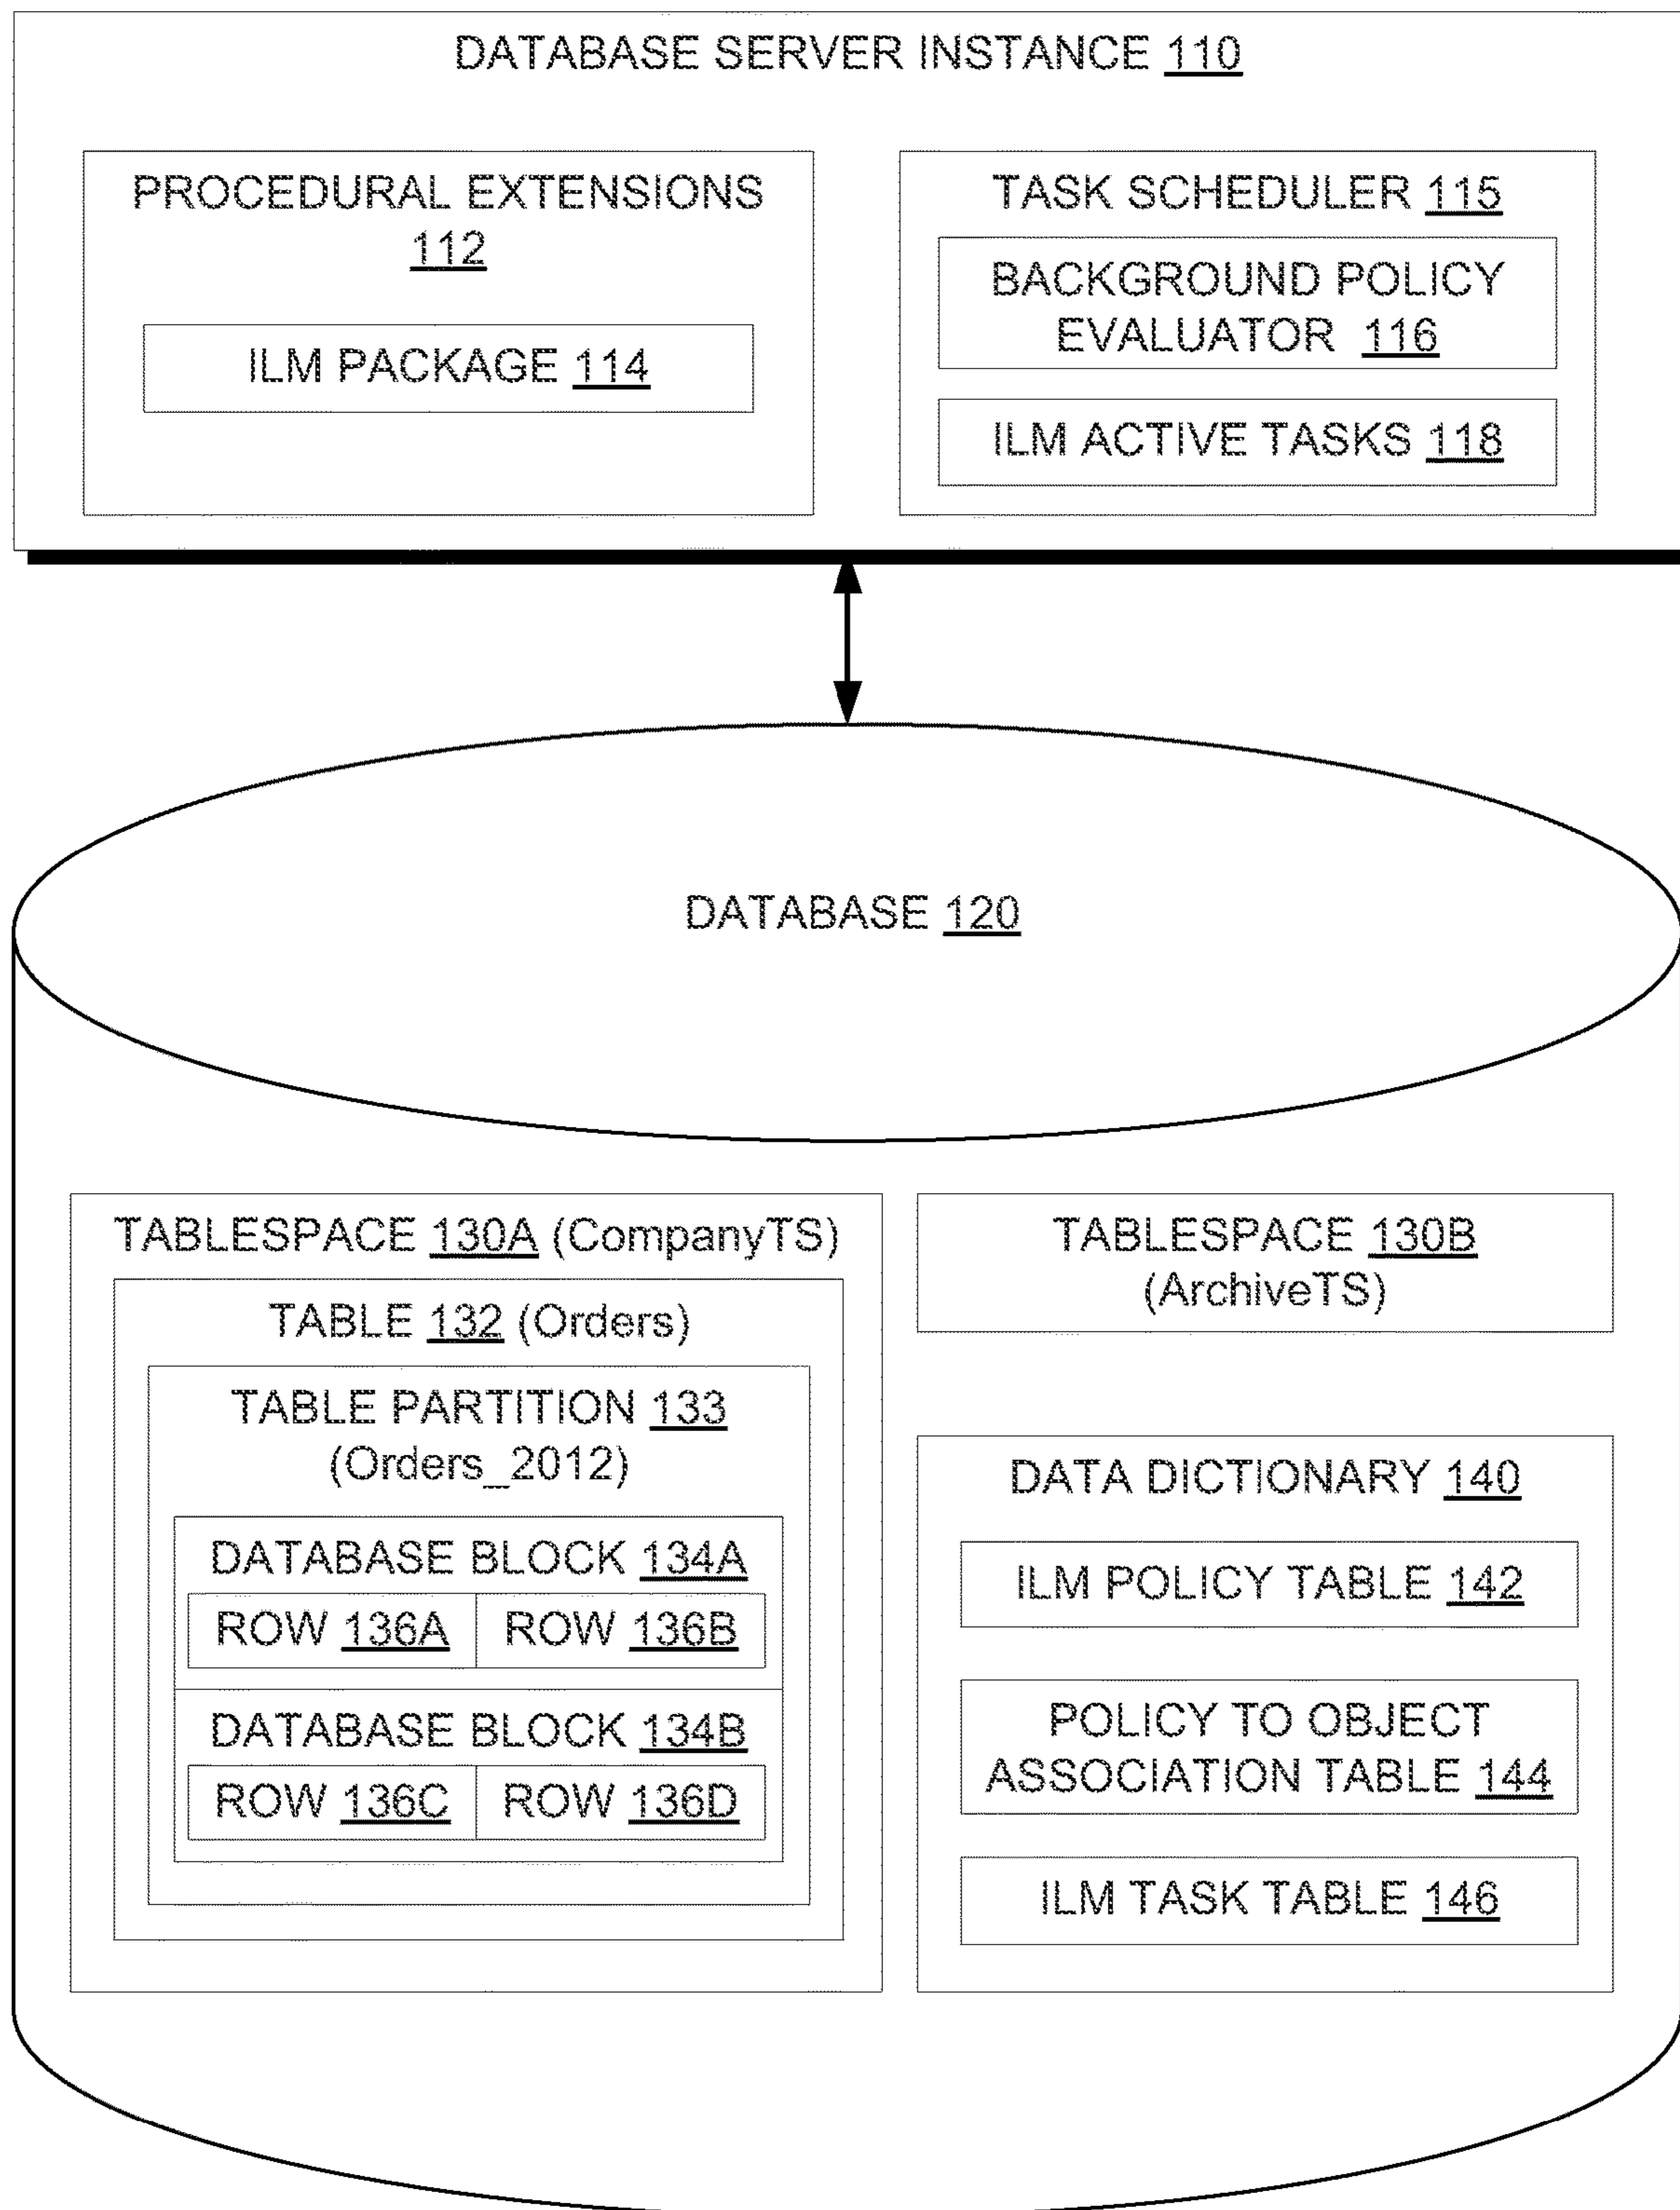 DATABASE SERVER INSTANCE 110
PROCEDURAL EXTENSIONS
112
ILM PACKAGE 114
TASK SCHEDULER 115
BACKGROUND POLICY
EVALUATOR 116
ILM ACTIVE TASKS 118
DATABASE 120
TABLESPACE 130A (CompanyTS)
TABLE 132 (Orders)
TABLE PARTITION 133
(Orders_2012)
DATABASE BLOCK 134A
ROW 136A ROW 136B
DATABASE BLOCK 134B
ROW 136C ROW 136D
TABLESPACE 130B
(ArchiveTS)
DATA DICTIONARY 140
ILM POLICY TABLE 142
POLICY TO OBJECT
ASSOCIATION TABLE 144
ILM TASK TABLE 146